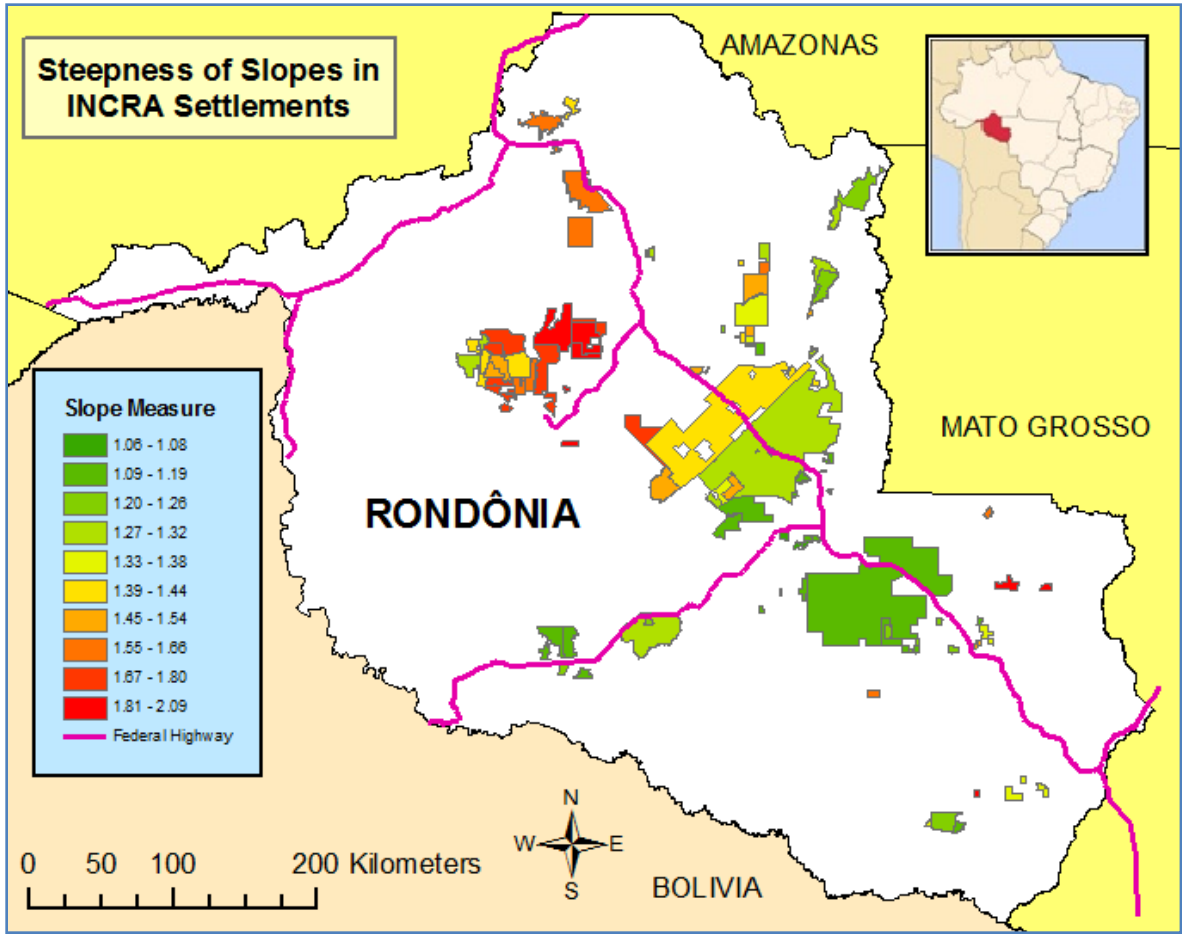 Steepness of Slopes in
INCRA Settlements
AMAZONAS
MATO GROSSO
RONDÔNIA
Slope Measure
1.06 - 1.08
1.09 - 1.19
1.20 - 1.26
1.27 - 1.32
1.33 - 1.38
1.39 - 1.44
1.45 - 1.54
1.55 - 1.66
1.67 - 1.80
1.81 - 2.09
Federal Highway
N
W E
S
0 50 100 200 Kilometers
BOLIVIA